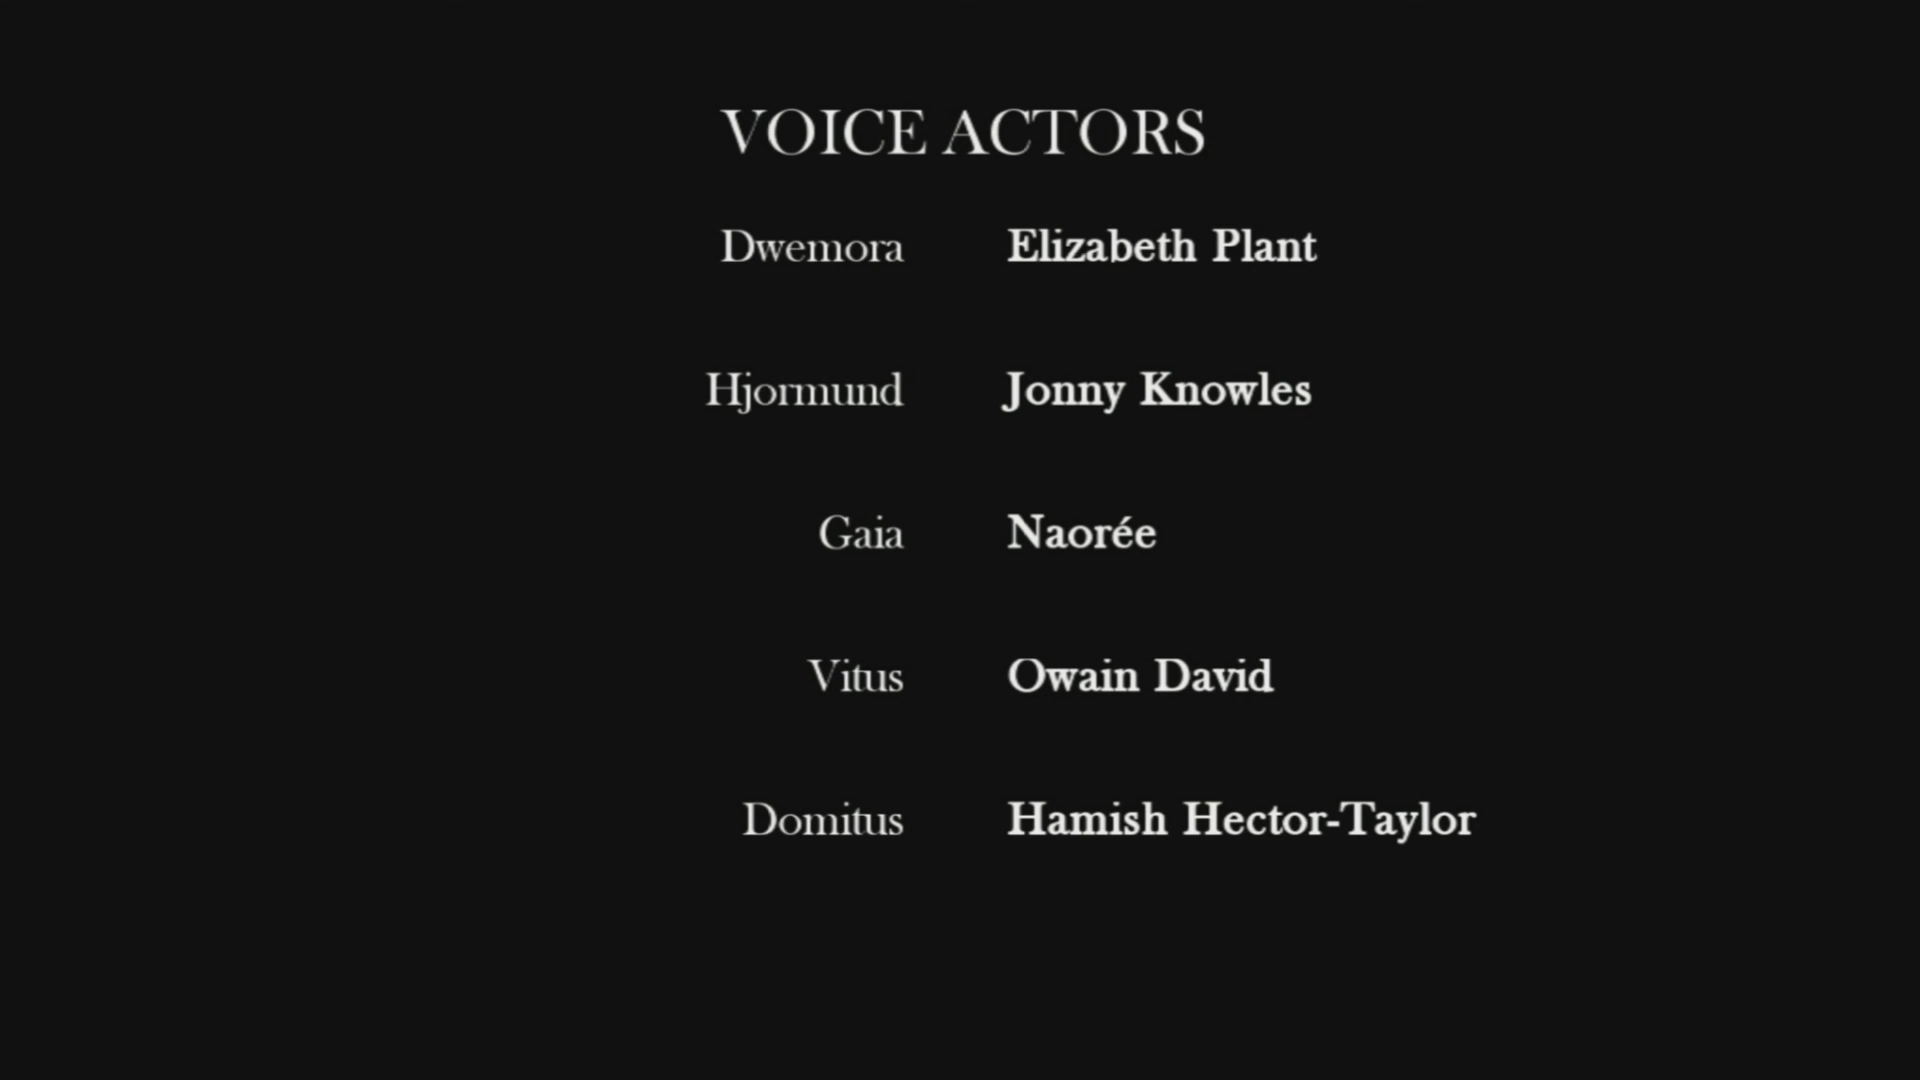 VOICE ACTORS
Dwemora Elizabeth Plant
Hjormund Jonny Knowles
Gaia Naorée
Vitus Owain David
Domitus Hamish Hector-Taylor